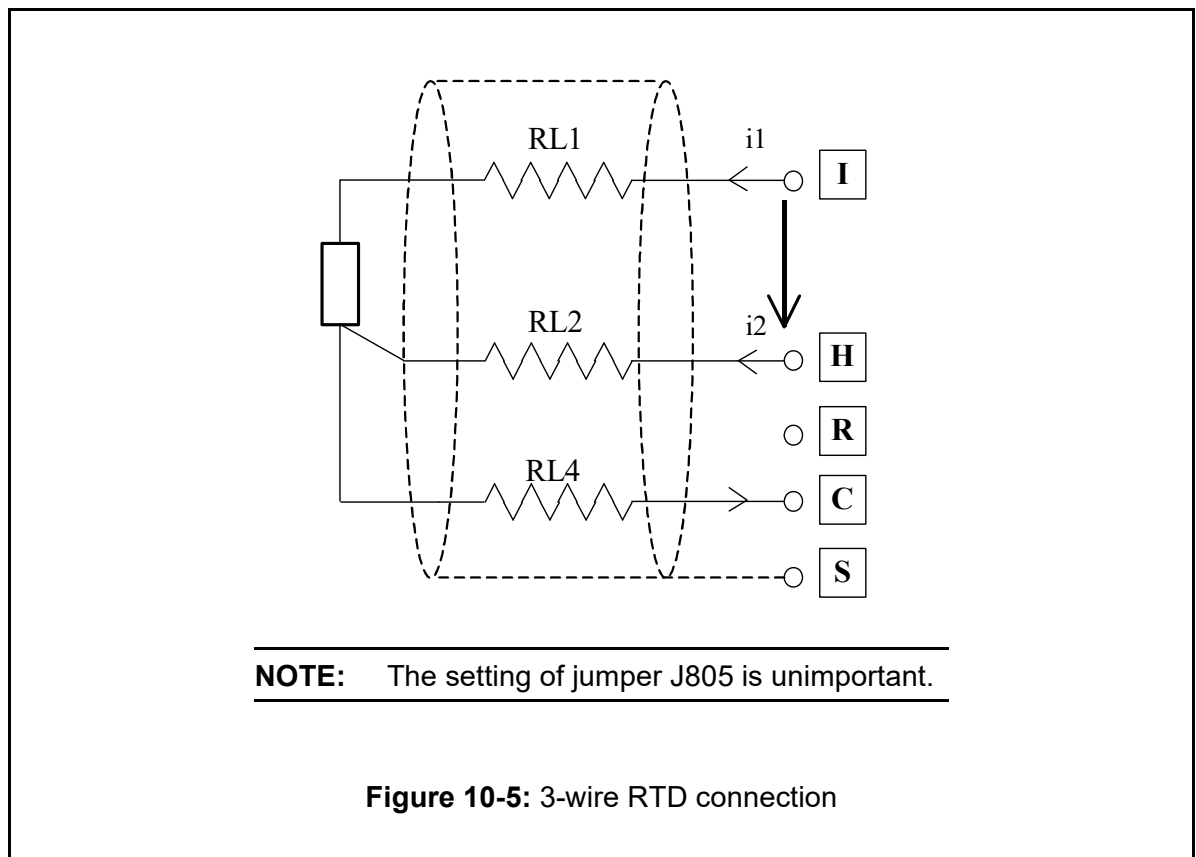 RL1
i1
I
RL2
i2
H
R
RL4
C
S
NOTE: The setting of jumper J805 is unimportant.
Figure 10-5: 3-wire RTD connection